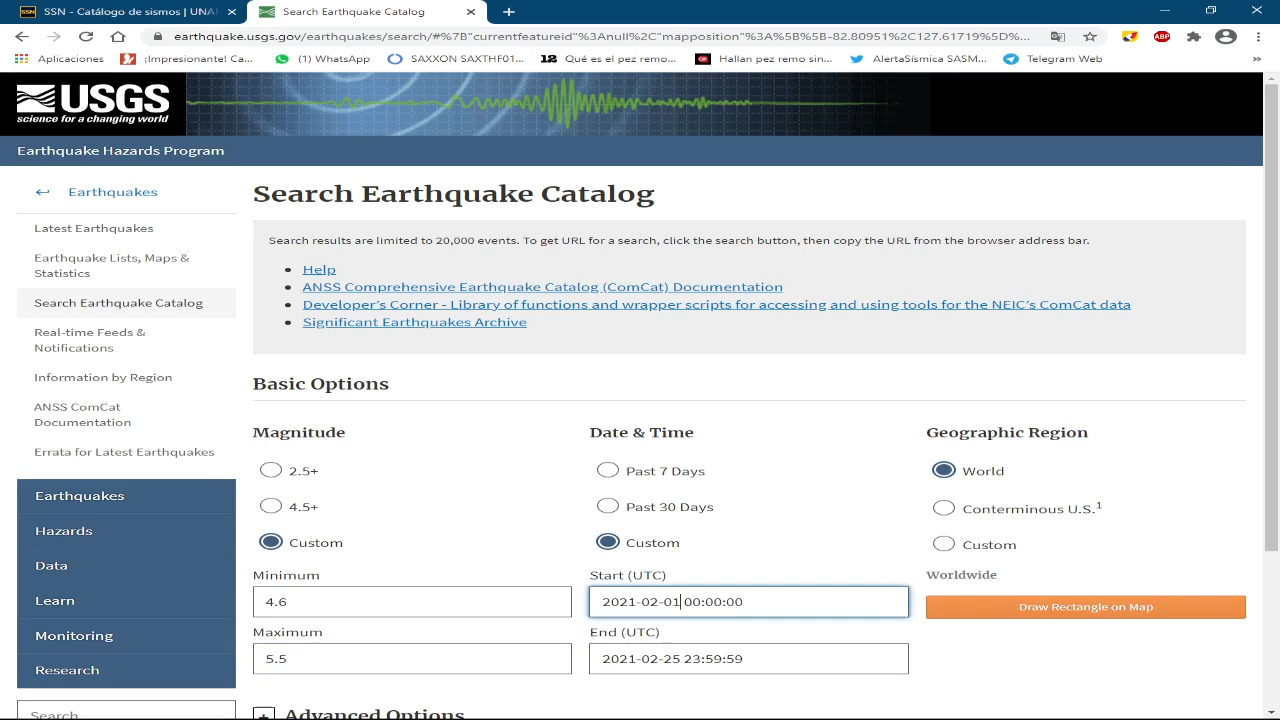 SSN - Catálogo de sismos | UNAM
Search Earthquake Catalog
earthquake.usgs.gov/earthquakes/search/#%7B"currentfeatureid"%3Anull%2C"mapposition"%3A%5B%5B-82.80951%2C127.61719%5D%...
Aplicaciones
¡Impresionante! Ca...
(1) WhatsApp
SAXXON SAXTHF01...
12 Qué es el pez remo...
Hallan pez remo sin...
AlertaSísmica SASM...
Telegram Web
»
USGS
science for a changing world
Earthquake Hazards Program
Earthquakes
Latest Earthquakes
Earthquake Lists, Maps &
Statistics
Search Earthquake Catalog
Real-time Feeds &
Notifications
Information by Region
ANSS ComCat
Documentation
Errata for Latest Earthquakes
Earthquakes
Hazards
Data
Learn
Monitoring
Research
Search
Search Earthquake Catalog
Search results are limited to 20,000 events. To get URL for a search, click the search button, then copy the URL from the browser address bar.
Help
ANSS Comprehensive Earthquake Catalog (ComCat) Documentation
Developer's Corner - Library of functions and wrapper scripts for accessing and using tools for the NEIC's ComCat data
Significant Earthquakes Archive
Basic Options
Magnitude
2.5+
4.5+
Custom
Minimum
4.6
Maximum
5.5
Date & Time
Past 7 Days
Past 30 Days
Custom
Start (UTC)
2021-02-01 00:00:00
End (UTC)
2021-02-25 23:59:59
Geographic Region
World
Conterminous U.S.1
Custom
Worldwide
Draw Rectangle on Map
+ Advanced Options